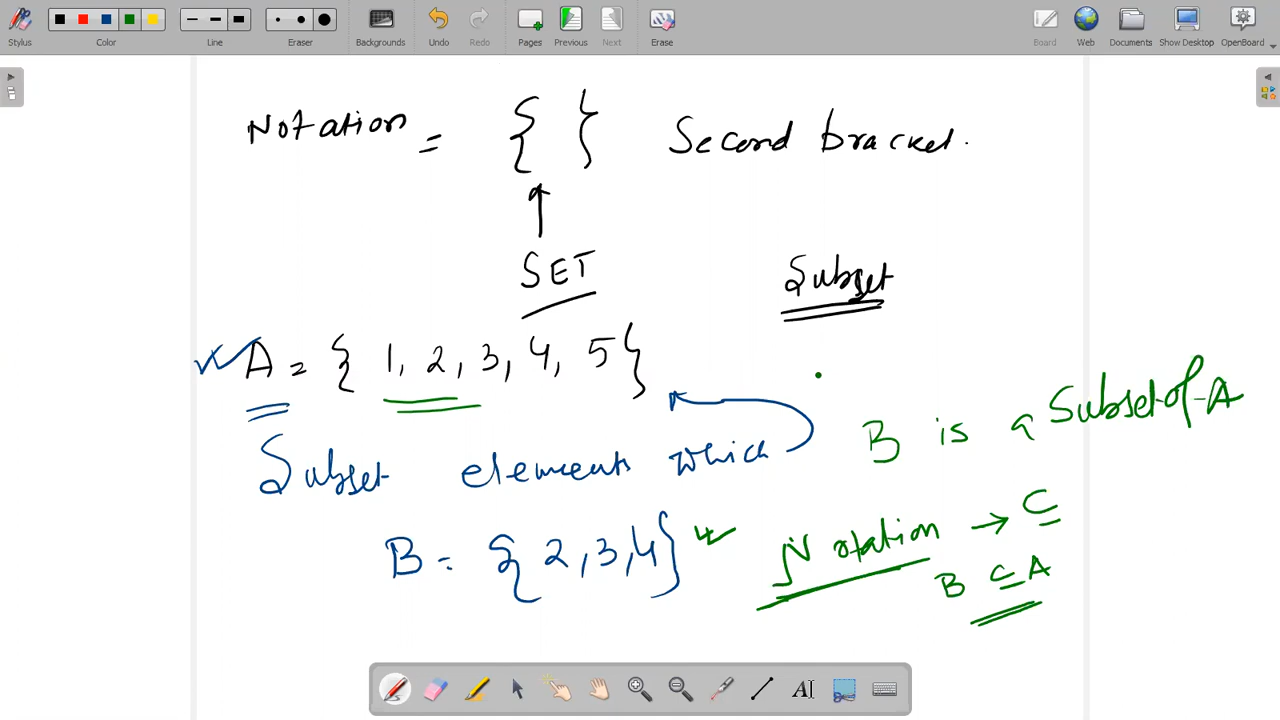 Stylus Color Line Eraser Backgrounds Undo Redo Pages Previous Next Erase Board Web Documents Show Desktop OpenBoard
Notation = { } Second bracket.
SET
Subset
A = { 1, 2, 3, 4, 5 }
B is a Subset of A
Subset elements which
B = { 2, 3, 4 }
Notation → ⊆
B ⊆ A